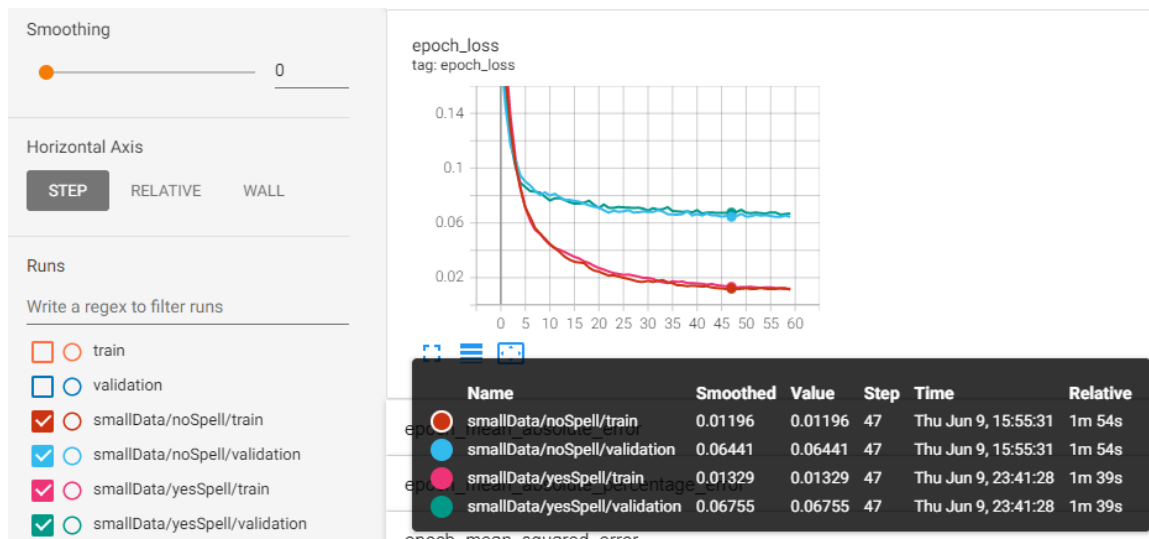 Smoothing
0
Horizontal Axis
STEP RELATIVE WALL
Runs
Write a regex to filter runs
train
validation
smallData/noSpell/train
smallData/noSpell/validation
smallData/yesSpell/train
smallData/yesSpell/validation
epoch_loss
tag: epoch_loss
0.14
0.1
0.06
0.02
0 5 10 15 20 25 30 35 40 45 50 55 60
Name Smoothed Value Step Time Relative
smallData/noSpell/train 0.01196 0.01196 47 Thu Jun 9, 15:55:31 1m 54s
epoch_mean_absolute_error
smallData/noSpell/validation 0.06441 0.06441 47 Thu Jun 9, 15:55:31 1m 54s
smallData/yesSpell/train 0.01329 0.01329 47 Thu Jun 9, 23:41:28 1m 39s
epoch_mean_absolute_percentage_error
smallData/yesSpell/validation 0.06755 0.06755 47 Thu Jun 9, 23:41:28 1m 39s
epoch_mean_squared_error